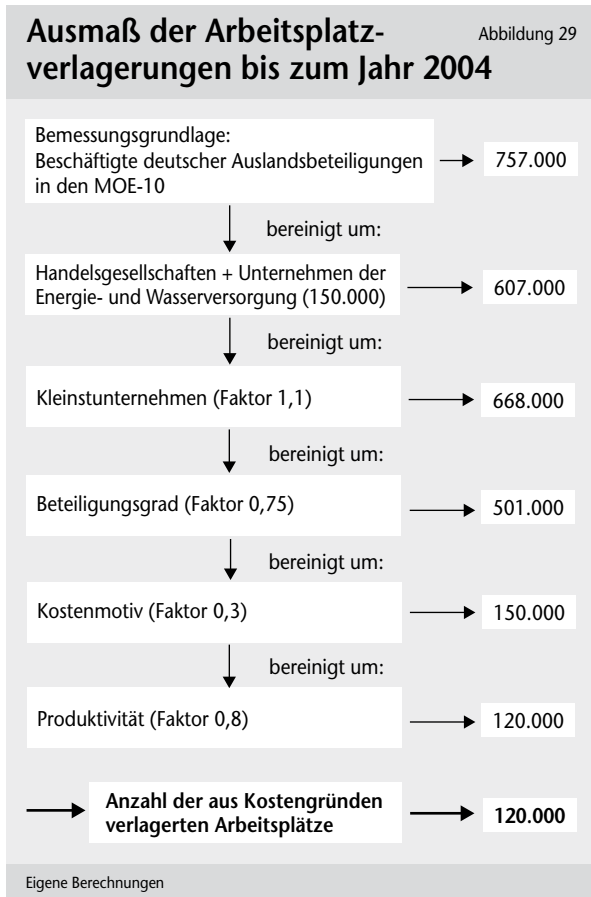 Ausmaß der Arbeitsplatz-
verlagerungen bis zum Jahr 2004
Abbildung 29
Bemessungsgrundlage:
Beschäftigte deutscher Auslandsbeteiligungen
in den MOE-10
757.000
bereinigt um:
Handelsgesellschaften + Unternehmen der
Energie- und Wasserversorgung (150.000)
607.000
bereinigt um:
Kleinstunternehmen (Faktor 1,1)
668.000
bereinigt um:
Beteiligungsgrad (Faktor 0,75)
501.000
bereinigt um:
Kostenmotiv (Faktor 0,3)
150.000
bereinigt um:
Produktivität (Faktor 0,8)
120.000
Anzahl der aus Kostengründen
verlagerten Arbeitsplätze
120.000
Eigene Berechnungen